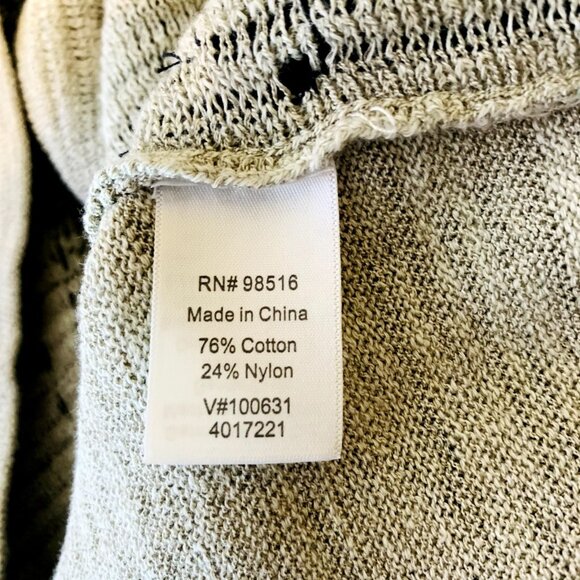 RN# 98516
Made in China
76% Cotton
24% Nylon
V#100631
4017221